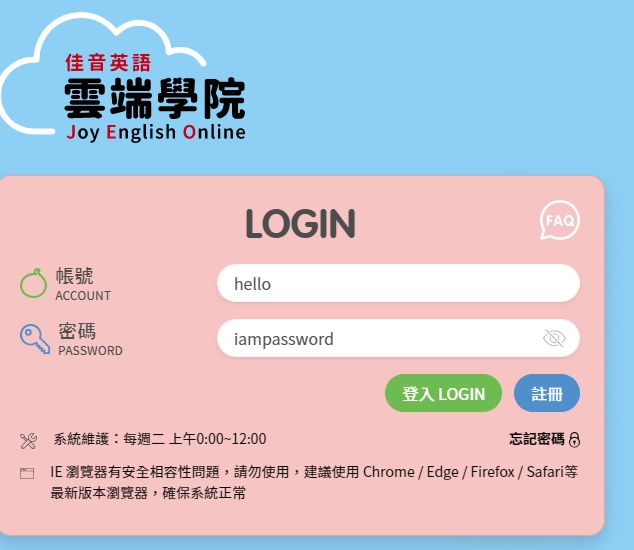 佳音英語
雲端學院
Joy English Online
LOGIN
FAQ
帳號
ACCOUNT
hello
密碼
PASSWORD
iampassword
登入 LOGIN
註冊
系統維護：每週二 上午0:00~12:00
忘記密碼
IE 瀏覽器有安全相容性問題，請勿使用，建議使用 Chrome / Edge / Firefox / Safari等
最新版本瀏覽器，確保系統正常